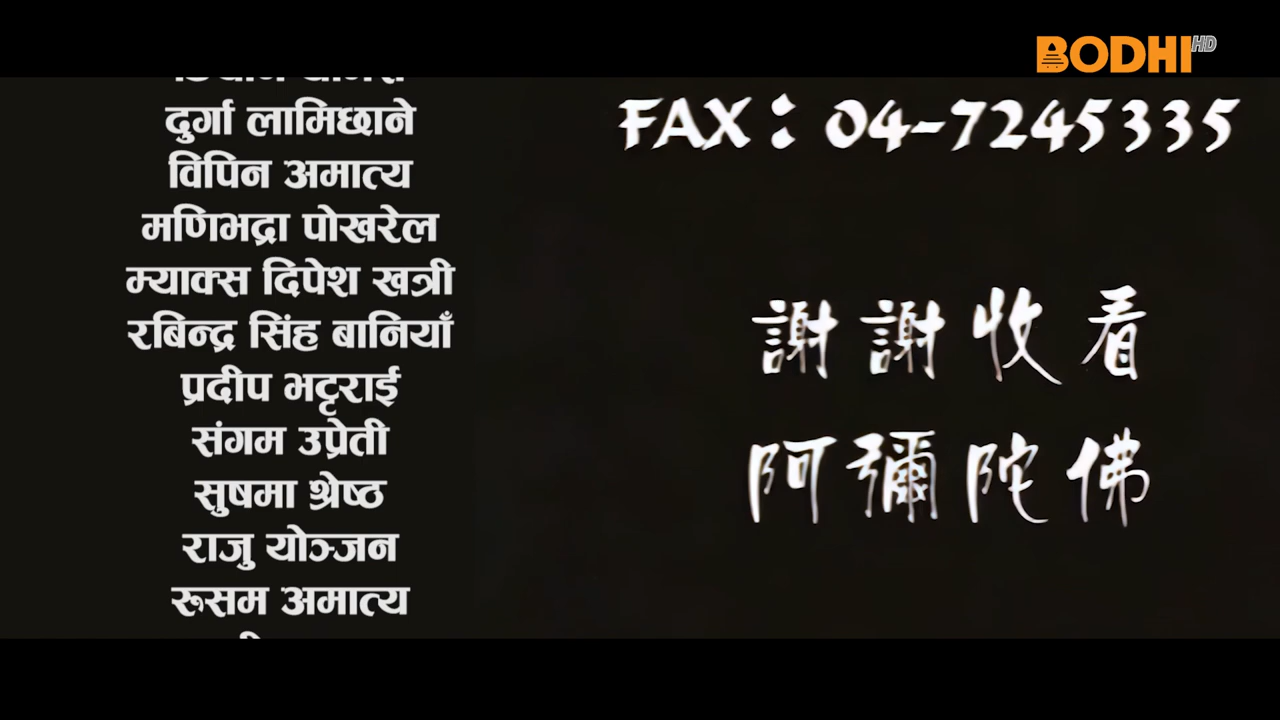 BODHI HD
दुर्गा लामिछाने
विपिन अमात्य
मणिभद्रा पोखरेल
म्याक्स दिपेश खत्री
रबिन्द्र सिंह बानियाँ
प्रदीप भट्टराई
संगम उप्रेती
सुषमा श्रेष्ठ
राजु योञ्जन
रुसम अमात्य
FAX：04-7245335
謝謝收看
阿彌陀佛